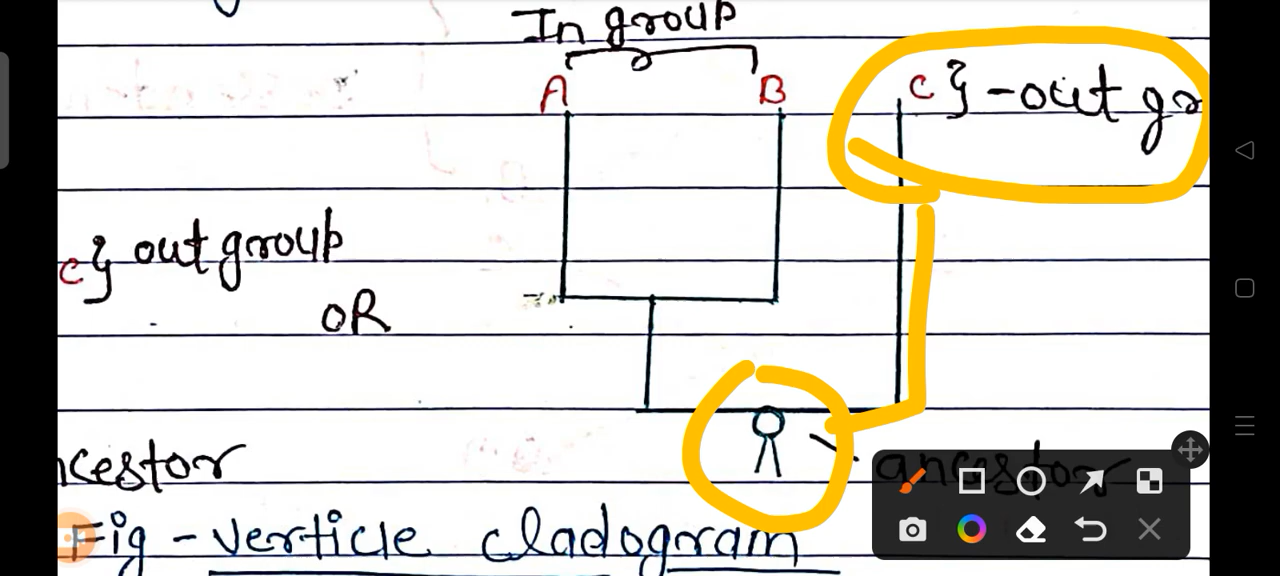 In group
A B C } - out gr
C } out group
OR
ncestor ancestor
Fig - verticle cladogram